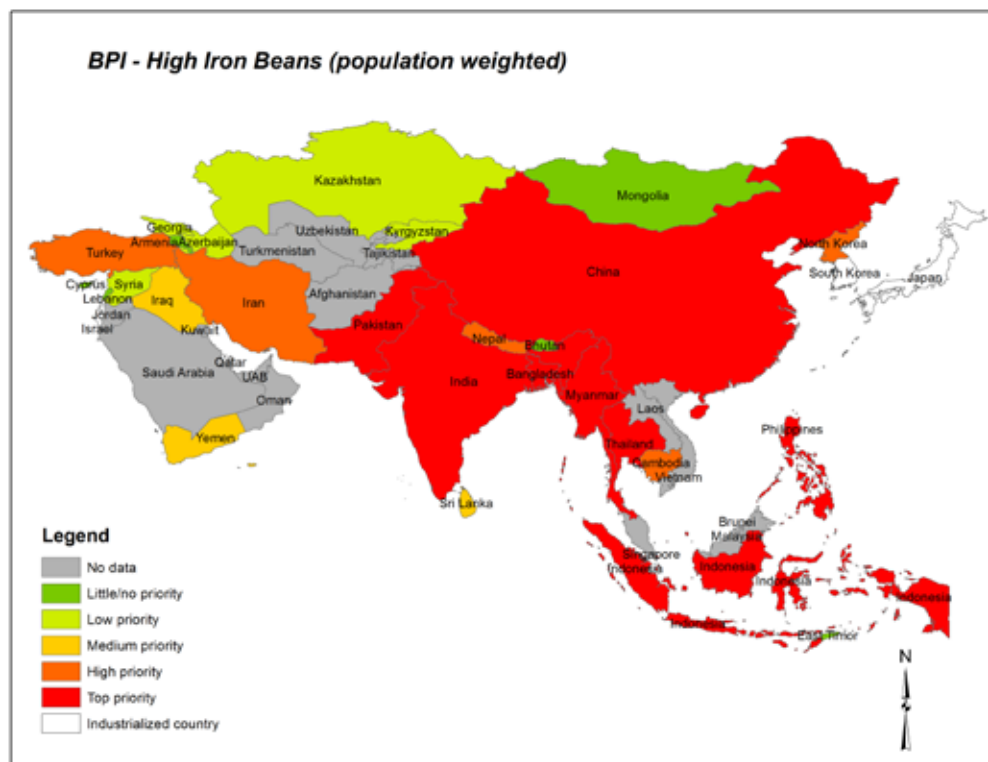 BPI - High Iron Beans (population weighted)
Kazakhstan
Mongolia
Georgia
Uzbekistan
Kyrgyzstan
Armenia
Azerbaijan
Turkey
Turkmenistan
Tajikistan
North Korea
China
South Korea
Japan
Cyprus
Syria
Lebanon
Iraq
Iran
Afghanistan
Jordan
Israel
Kuwait
Pakistan
Nepal
Bhutan
Qatar
Saudi Arabia
UAB
India
Bangladesh
Oman
Myanmar
Laos
Philippines
Yemen
Thailand
Cambodia
Vietnam
Sri Lanka
Brunei
Malaysia
Singapore
Indonesia
Indonesia
Indonesia
Indonesia
Indonesia
East Timor
Legend
No data
Little/no priority
Low priority
Medium priority
High priority
Top priority
Industrialized country
N